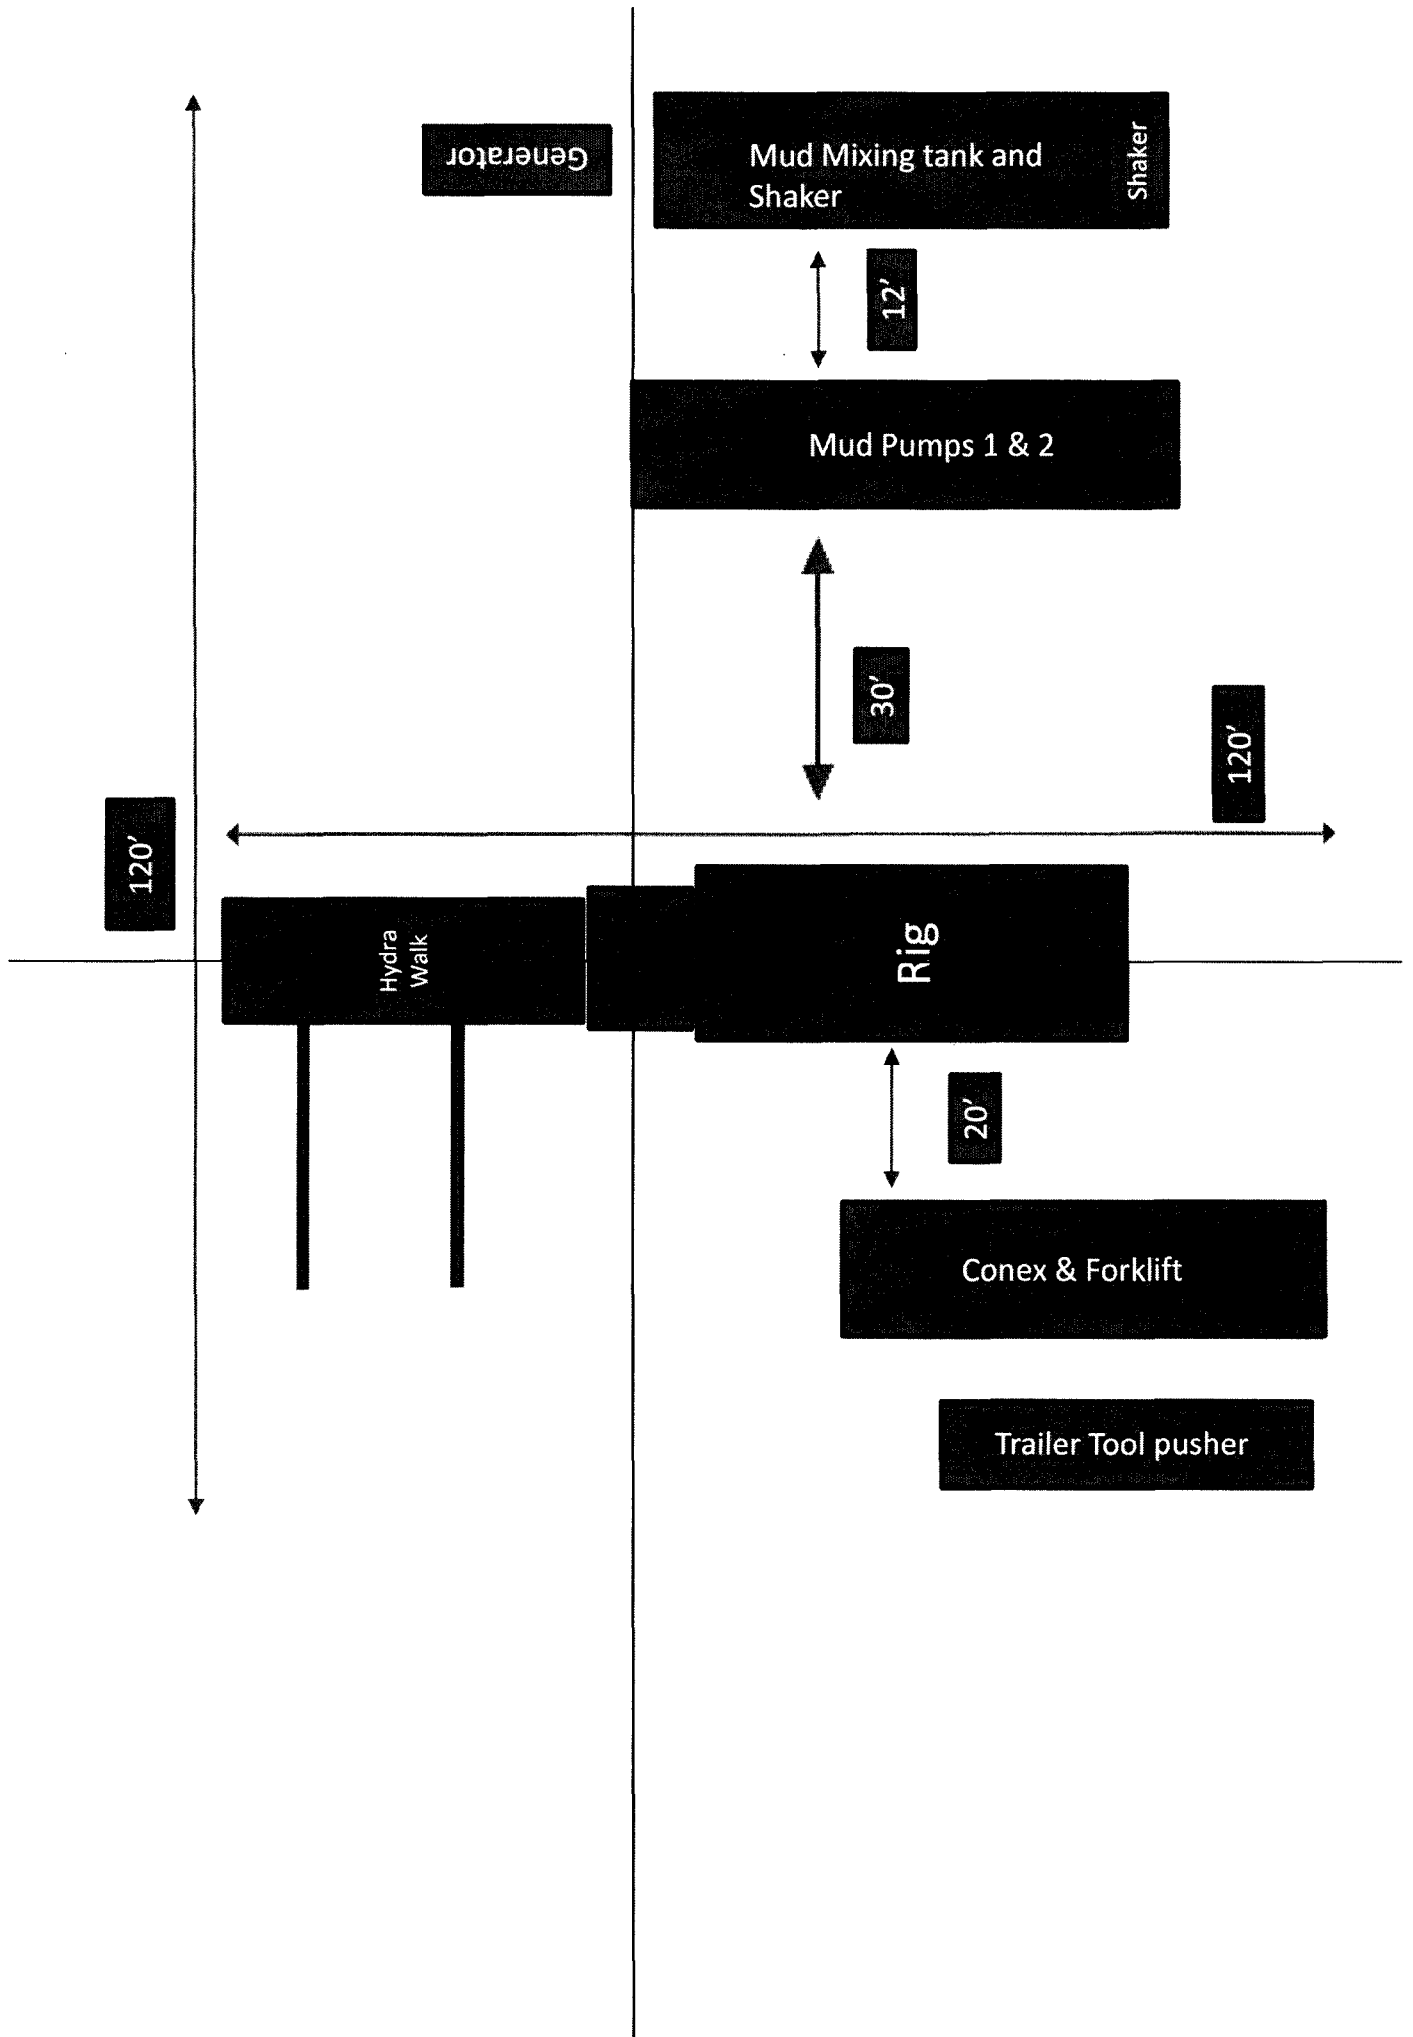 Generator
Mud Mixing tank and
Shaker
Shaker
12'
Mud Pumps 1 & 2
30'
120'
120'
Hydra
Walk
Rig
20'
Conex & Forklift
Trailer Tool pusher